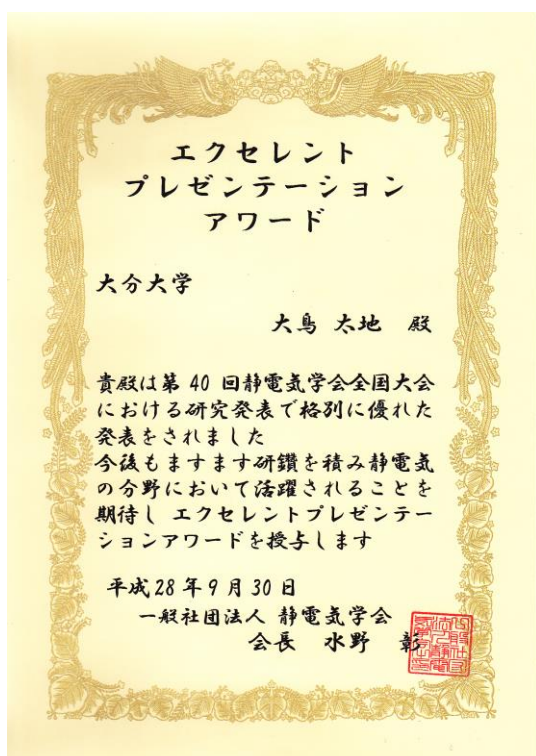 エクセレント
プレゼンテーション
アワード
大分大学
大鳥 太地 殿
貴殿は第 40 回静電気学会全国大会
における研究発表で格別に優れた
発表をされました
今後もますます研鑽を積み静電気
の分野において活躍されることを
期待し エクセレントプレゼンテー
ションアワードを授与します
平成28年9月30日
一般社団法人 静電気学会
会長 水野 彰